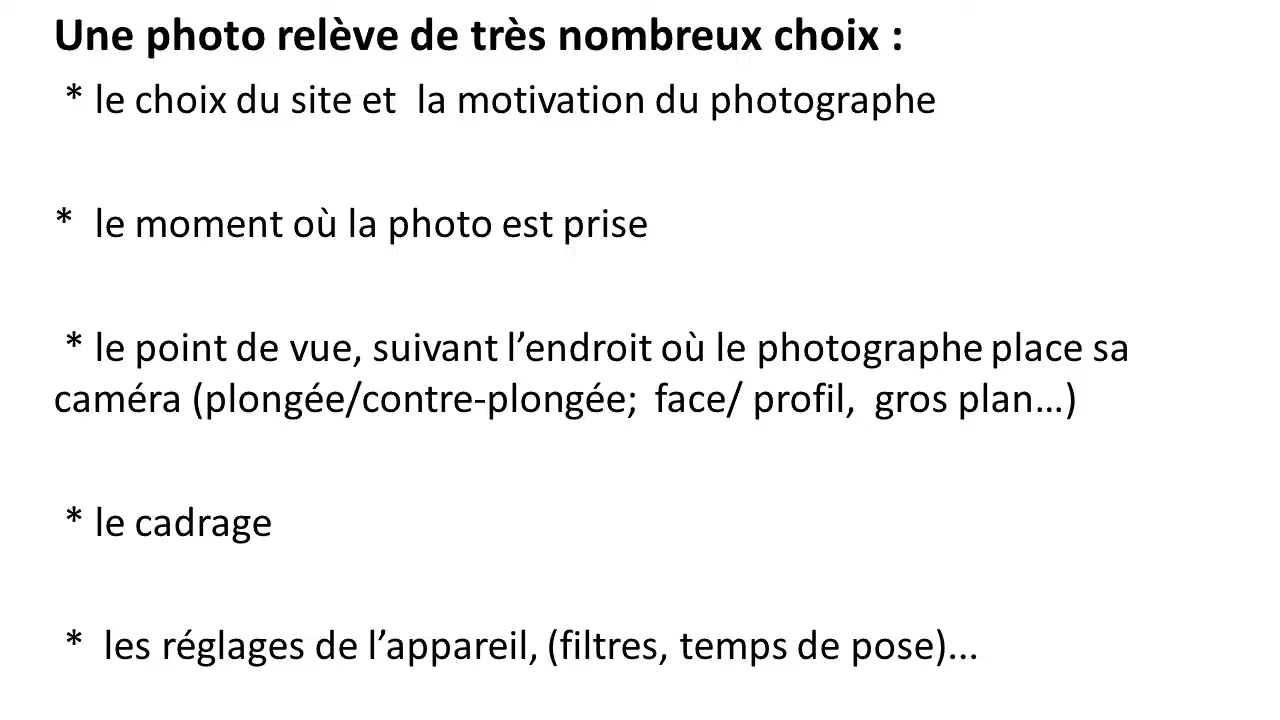 Une photo relève de très nombreux choix :
* le choix du site et la motivation du photographe
* le moment où la photo est prise
* le point de vue, suivant l’endroit où le photographe place sa
caméra (plongée/contre-plongée; face/ profil, gros plan…)
* le cadrage
* les réglages de l’appareil, (filtres, temps de pose)...